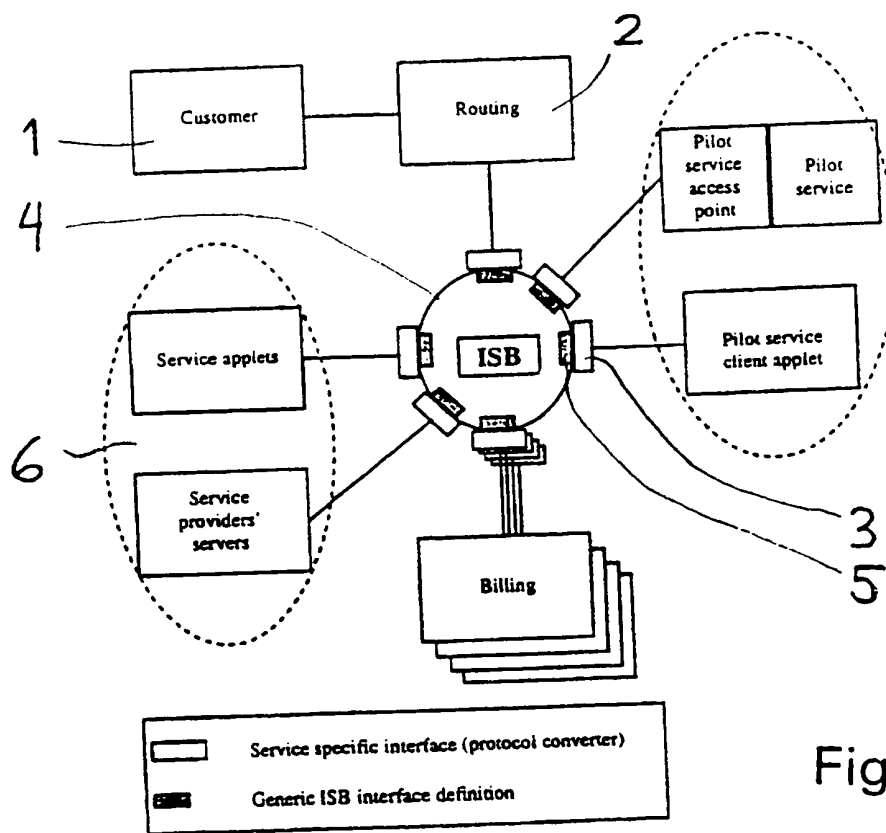 2
Customer
Routing
1
Pilot
service
access
point
Pilot
service
4
Service applets
ISB
Pilot service
client applet
6
Service
providers'
servers
3
5
Billing
Service specific interface (protocol converter)
Generic ISB interface definition
Fig